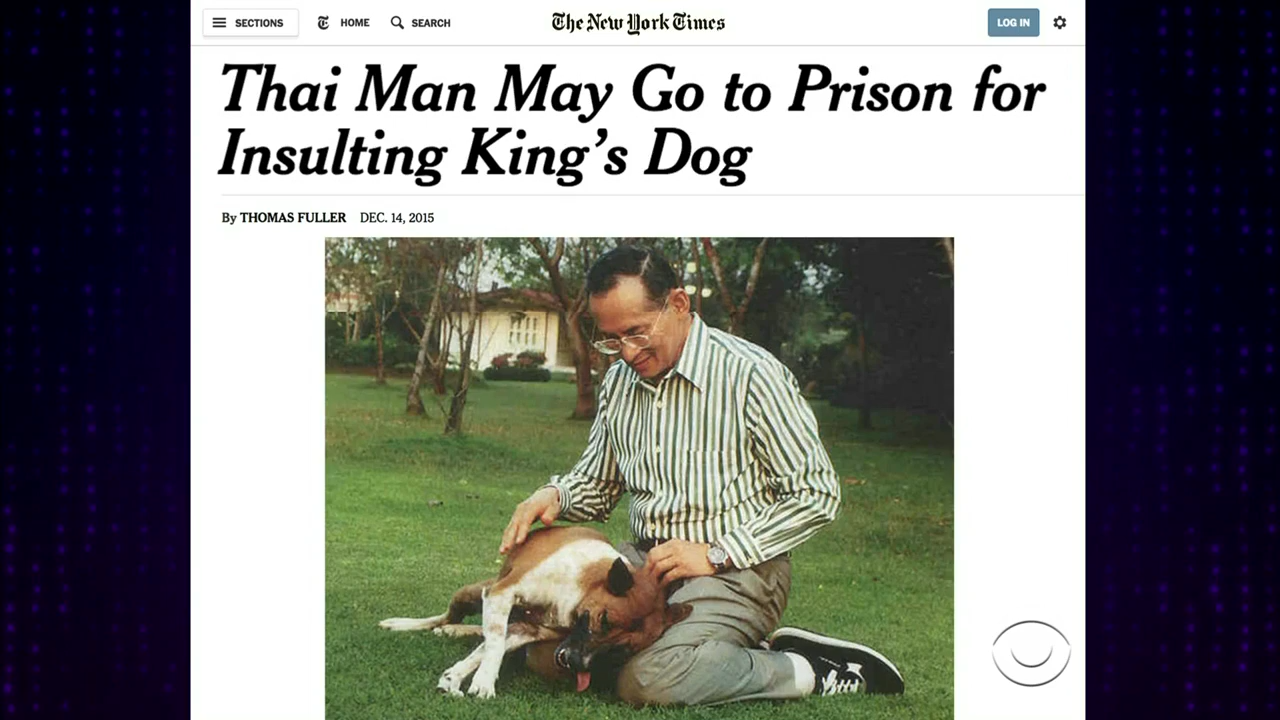 SECTIONS HOME SEARCH The New York Times LOG IN
Thai Man May Go to Prison for
Insulting King's Dog
By THOMAS FULLER DEC. 14, 2015